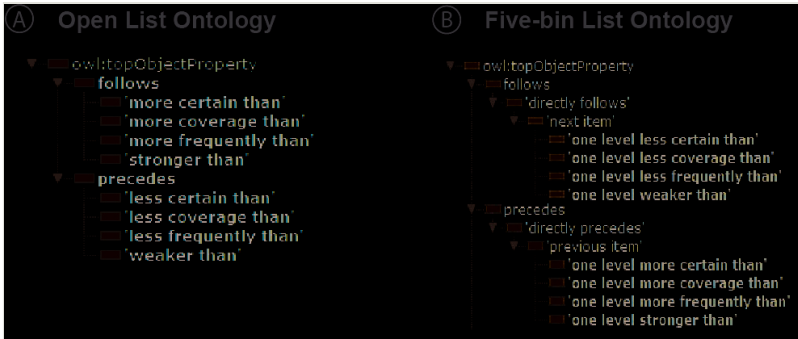 A Open List Ontology
owl:topObjectProperty
follows
'more certain than'
'more coverage than'
'more frequently than'
'stronger than'
precedes
'less certain than'
'less coverage than'
'less frequently than'
'weaker than'
B Five-bin List Ontology
owl:topObjectProperty
follows
'directly follows'
'next item'
'one level less certain than'
'one level less coverage than'
'one level less frequently than'
'one level weaker than'
precedes
'directly precedes'
'previous item'
'one level more certain than'
'one level more coverage than'
'one level more frequently than'
'one level stronger than'